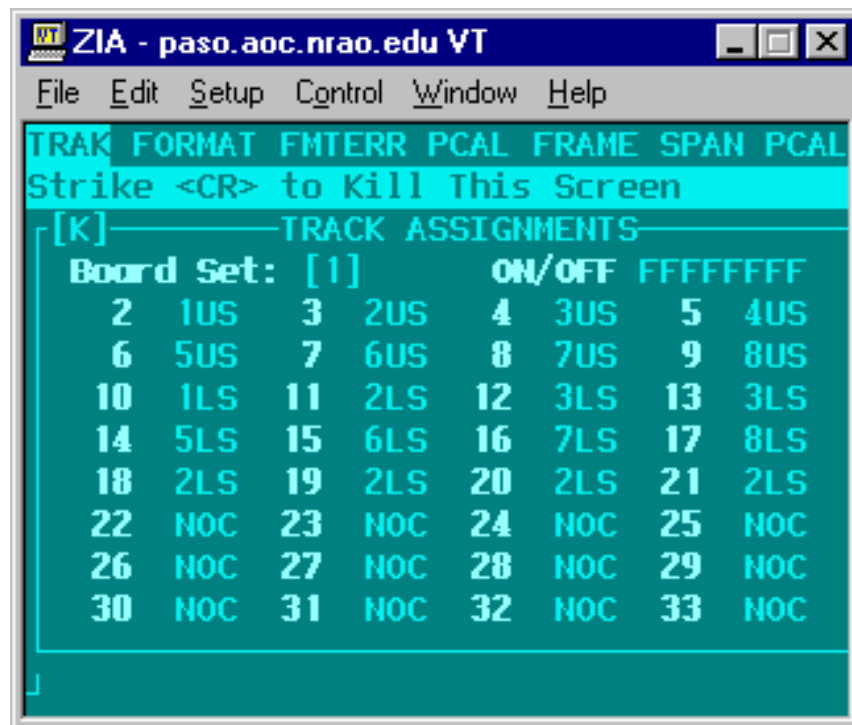 ZIA - paso.aoc.nrao.edu VT
File Edit Setup Control Window Help
TRAK FORMAT FMTERR PCAL FRAME SPAN PCAL
Strike <CR> to Kill This Screen
[K] TRACK ASSIGNMENTS
Board Set: [1] ON/OFF FFFFFFFF
2 1US 3 2US 4 3US 5 4US
6 5US 7 6US 8 7US 9 8US
10 1LS 11 2LS 12 3LS 13 3LS
14 5LS 15 6LS 16 7LS 17 8LS
18 2LS 19 2LS 20 2LS 21 2LS
22 NOC 23 NOC 24 NOC 25 NOC
26 NOC 27 NOC 28 NOC 29 NOC
30 NOC 31 NOC 32 NOC 33 NOC